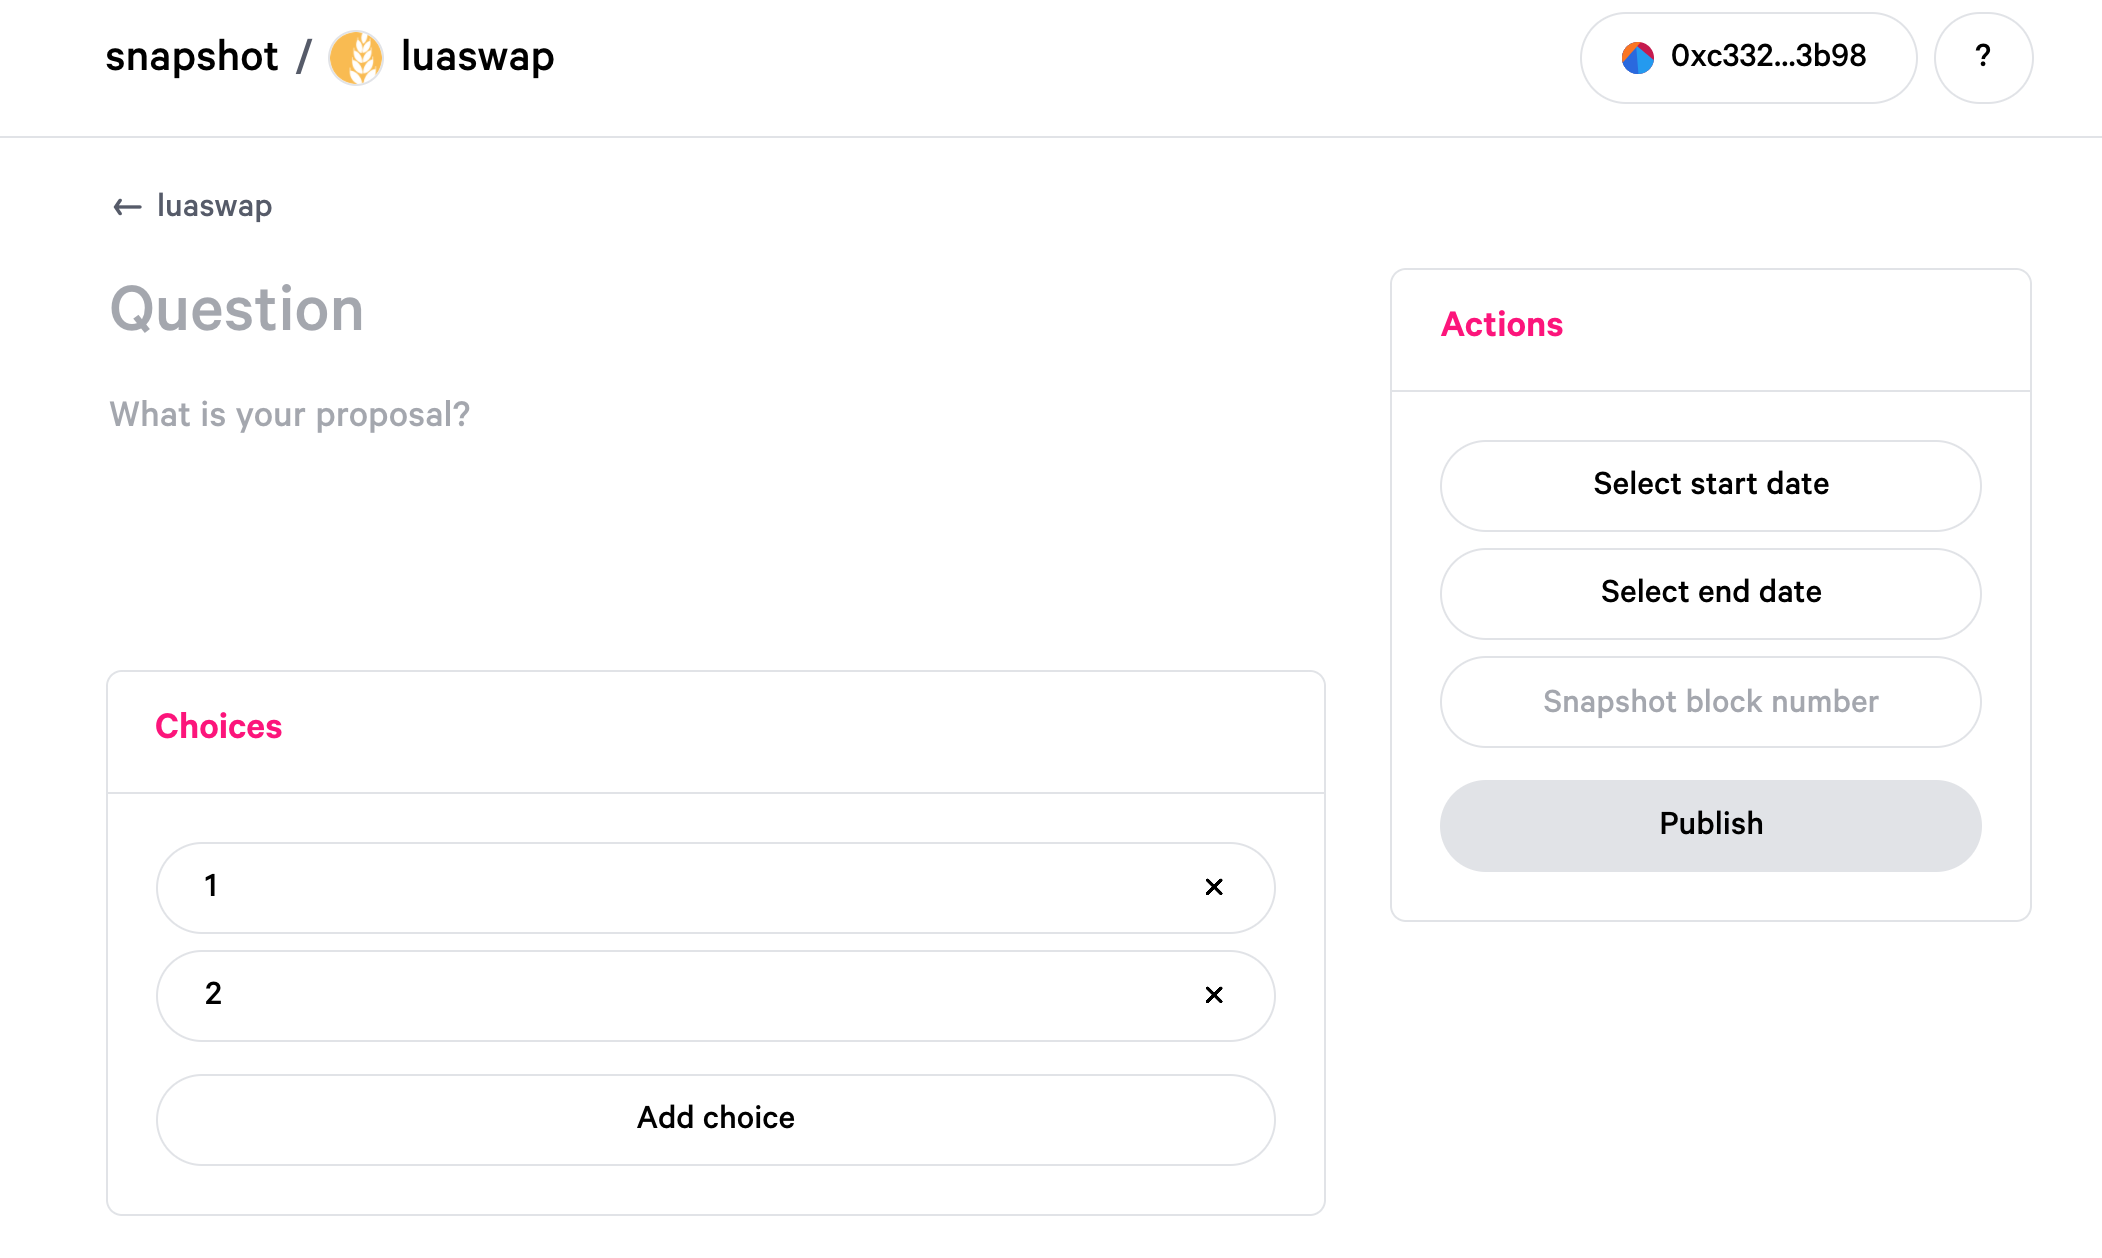 snapshot / luaswap
0xc332...3b98
?
← luaswap
Question
What is your proposal?
Choices
1
2
Add choice
Actions
Select start date
Select end date
Snapshot block number
Publish